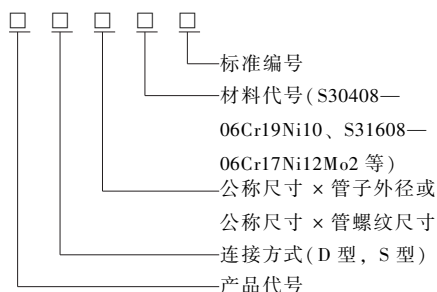 标准编号
材料代号(S30408—
06Cr19Ni10、S31608—
06Cr17Ni12Mo2 等)
公称尺寸 × 管子外径或
公称尺寸 × 管螺纹尺寸
连接方式(D 型, S 型)
产品代号